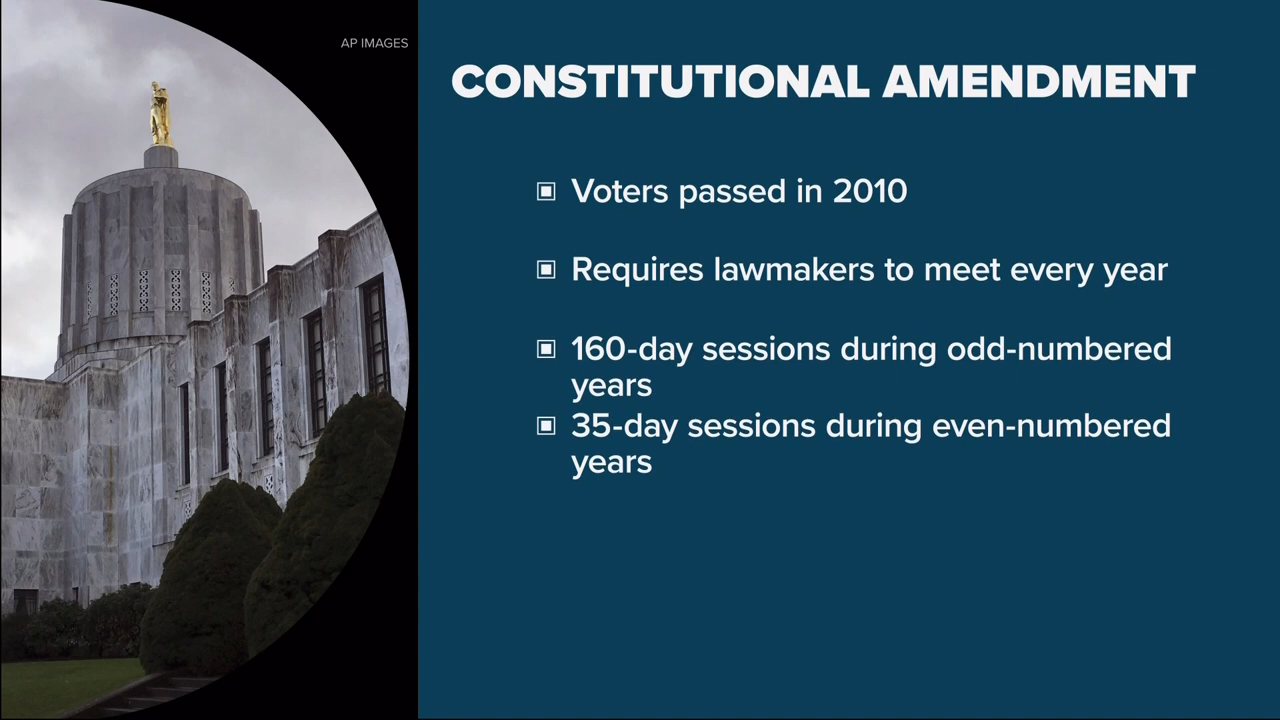 AP IMAGES
CONSTITUTIONAL AMENDMENT
Voters passed in 2010
Requires lawmakers to meet every year
160-day sessions during odd-numbered
years
35-day sessions during even-numbered
years